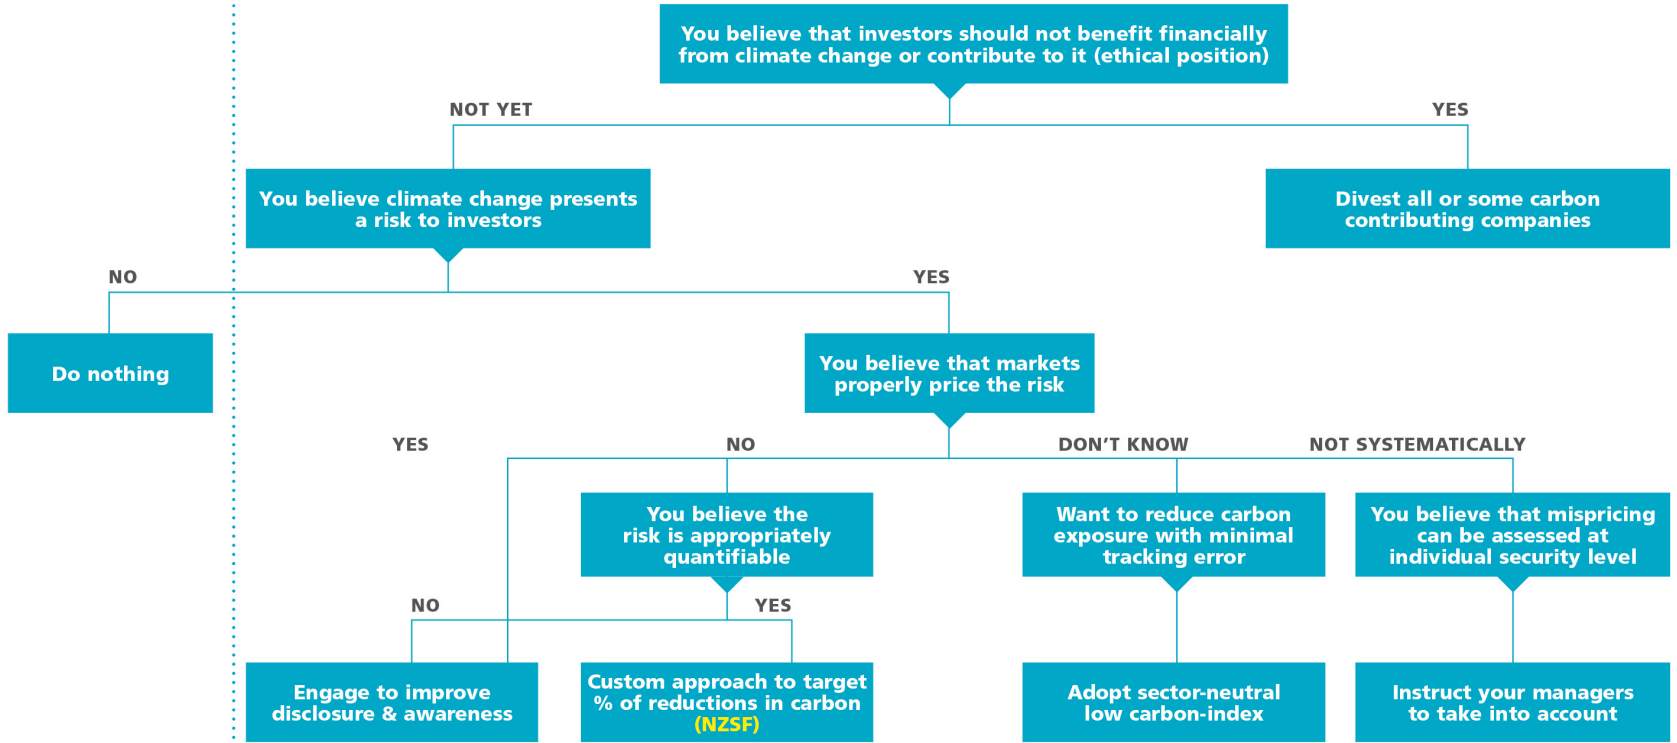 You believe that investors should not benefit financially
from climate change or contribute to it (ethical position)
NOT YET
YES
You believe climate change presents
a risk to investors
Divest all or some carbon
contributing companies
NO
YES
Do nothing
You believe that markets
properly price the risk
YES
NO
DON’T KNOW
NOT SYSTEMATICALLY
You believe the
risk is appropriately
quantifiable
Want to reduce carbon
exposure with minimal
tracking error
You believe that mispricing
can be assessed at
individual security level
NO
YES
Engage to improve
disclosure & awareness
Custom approach to target
% of reductions in carbon
(NZSF)
Adopt sector-neutral
low carbon-index
Instruct your managers
to take into account